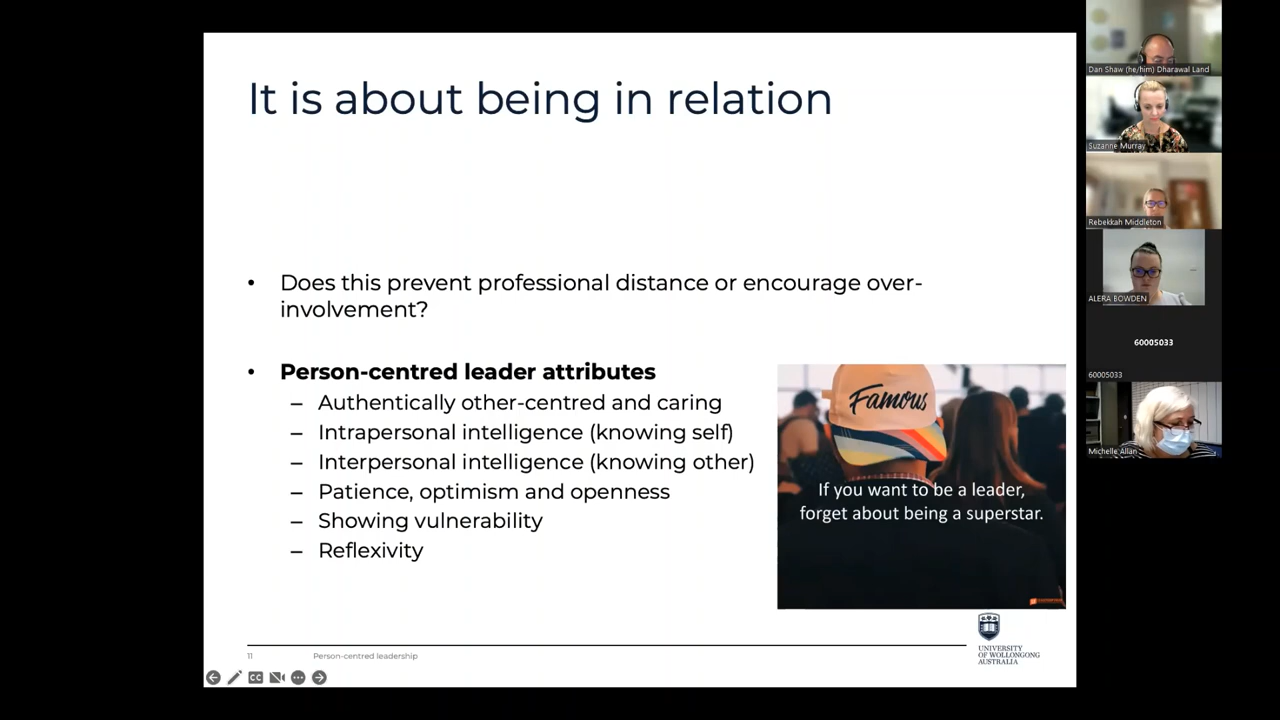 It is about being in relation
• Does this prevent professional distance or encourage over-
involvement?
• Person-centred leader attributes
– Authentically other-centred and caring
– Intrapersonal intelligence (knowing self)
– Interpersonal intelligence (knowing other)
– Patience, optimism and openness
– Showing vulnerability
– Reflexivity
Famous
If you want to be a leader,
forget about being a superstar.
11
Person-centred leadership
UNIVERSITY
OF WOLLONGONG
AUSTRALIA
CC
Dan Shaw (he/him) Dharawal Land
Suzanne Murray
Rebekkah Middleton
ALERA BOWDEN
60005033
60005033
Michelle Allan